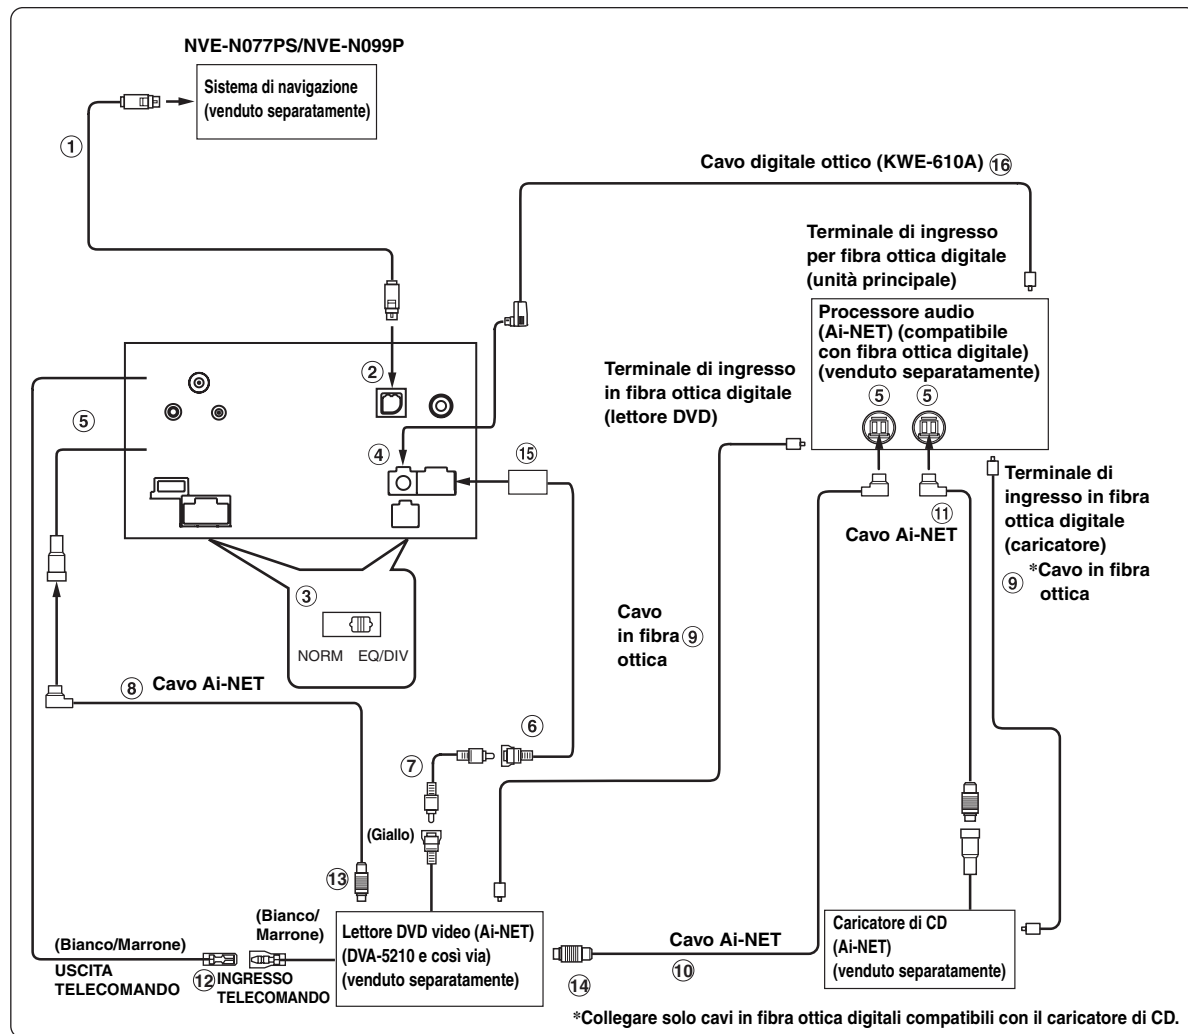 NVE-N077PS/NVE-N099P
Sistema di navigazione
(venduto separatamente)
1
Cavo digitale ottico (KWE-610A) 16
Terminale di ingresso
per fibra ottica digitale
(unità principale)
Processore audio
(Ai-NET) (compatibile
con fibra ottica digitale)
(venduto separatamente)
5 5
Terminale di ingresso
in fibra ottica digitale
(lettore DVD)
2
5
4
15
11
Cavo Ai-NET
Terminale di
ingresso in fibra
ottica digitale
(caricatore)
9 *Cavo in fibra
ottica
3
NORM EQ/DIV
Cavo
in fibra 9
ottica
8 Cavo Ai-NET
6
7
(Giallo)
13
(Bianco/
Marrone)
(Bianco/Marrone)
USCITA
TELECOMANDO
12 INGRESSO
TELECOMANDO
Lettore DVD video (Ai-NET)
(DVA-5210 e così via)
(venduto separatamente)
14
Cavo Ai-NET
10
Caricatore di CD
(Ai-NET)
(venduto separatamente)
*Collegare solo cavi in fibra ottica digitali compatibili con il caricatore di CD.